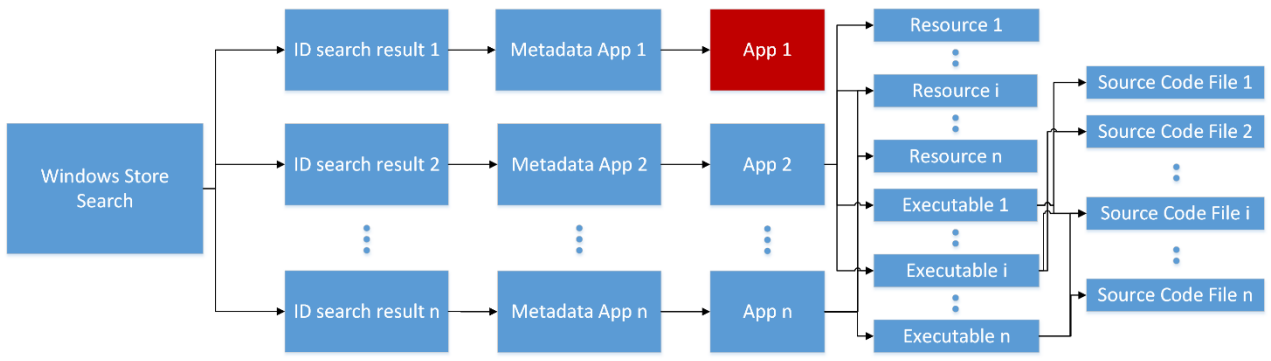 Windows Store
Search
ID search result 1
Metadata App 1
App 1
ID search result 2
Metadata App 2
App 2
ID search result n
Metadata App n
App n
Resource 1
Resource i
Resource n
Executable 1
Executable i
Executable n
Source Code File 1
Source Code File 2
Source Code File i
Source Code File n